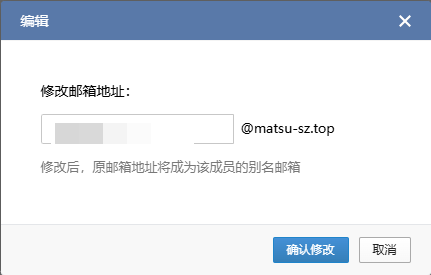 编辑
修改邮箱地址：
@matsu-sz.top
修改后，原邮箱地址将成为该成员的别名邮箱
确认修改
取消